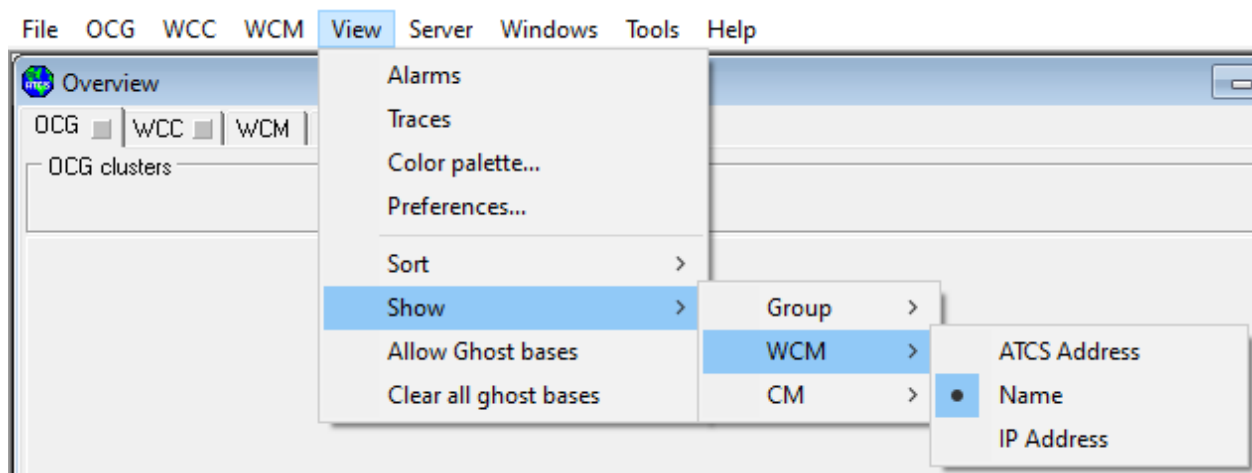 File OCG WCC WCM View Server Windows Tools Help
ATCS Overview
OCG WCC WCM
OCG clusters
Alarms
Traces
Color palette...
Preferences...
Sort
Show
Allow Ghost bases
Clear all ghost bases
Group
WCM
CM
ATCS Address
Name
IP Address